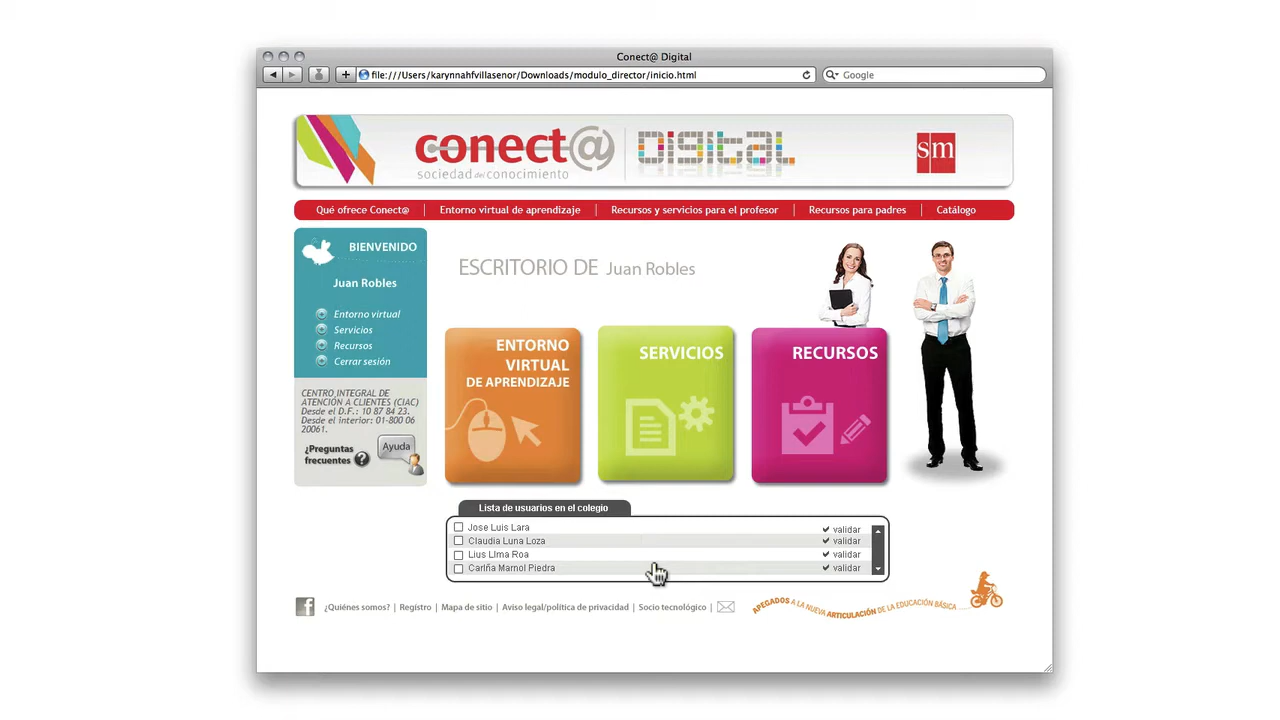 Conect@ Digital
file:///Users/karynnahfvillasenor/Downloads/modulo_director/inicio.html
Google
conect@ Digital
sociedad del conocimiento
sm
Qué ofrece Conect@ | Entorno virtual de aprendizaje | Recursos y servicios para el profesor | Recursos para padres | Catálogo
BIENVENIDO
Juan Robles
Entorno virtual
Servicios
Recursos
Cerrar sesión
CENTRO INTEGRAL DE
ATENCIÓN A CLIENTES (CIAC)
Desde el D.F.: 10 87 84 23.
Desde el interior: 01-800 06
20061.
¿Preguntas
frecuentes ?
Ayuda
ESCRITORIO DE Juan Robles
ENTORNO
VIRTUAL
DE APRENDIZAJE
SERVICIOS
RECURSOS
Lista de usuarios en el colegio
Jose Luis Lara validar
Claudia Luna Loza validar
Lius LIma Roa validar
Carlña Marnol Piedra validar
¿Quiénes somos? | Registro | Mapa de sitio | Aviso legal/política de privacidad | Socio tecnológico |
APEGADOS A LA NUEVA ARTICULACIÓN DE LA EDUCACIÓN BÁSICA